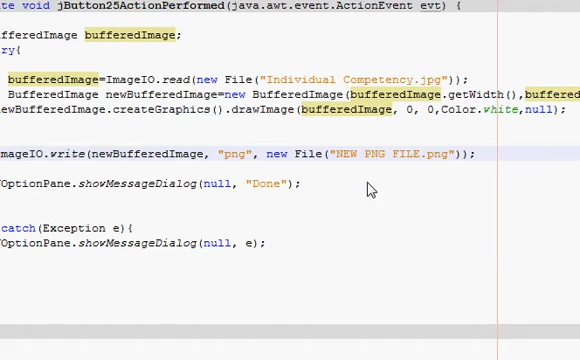 te void jButton25ActionPerformed(java.awt.event.ActionEvent evt) {
ufferedImage bufferedImage;
ry{
bufferedImage=ImageIO.read(new File("Individual Competency.jpg"));
BufferedImage newBufferedImage=new BufferedImage(bufferedImage.getWidth(),buffered
newBufferedImage.createGraphics().drawImage(bufferedImage, 0, 0,Color.white,null);
mageIO.write(newBufferedImage, "png", new File("NEW PNG FILE.png"));
OptionPane.showMessageDialog(null, "Done");
catch(Exception e){
OptionPane.showMessageDialog(null, e);